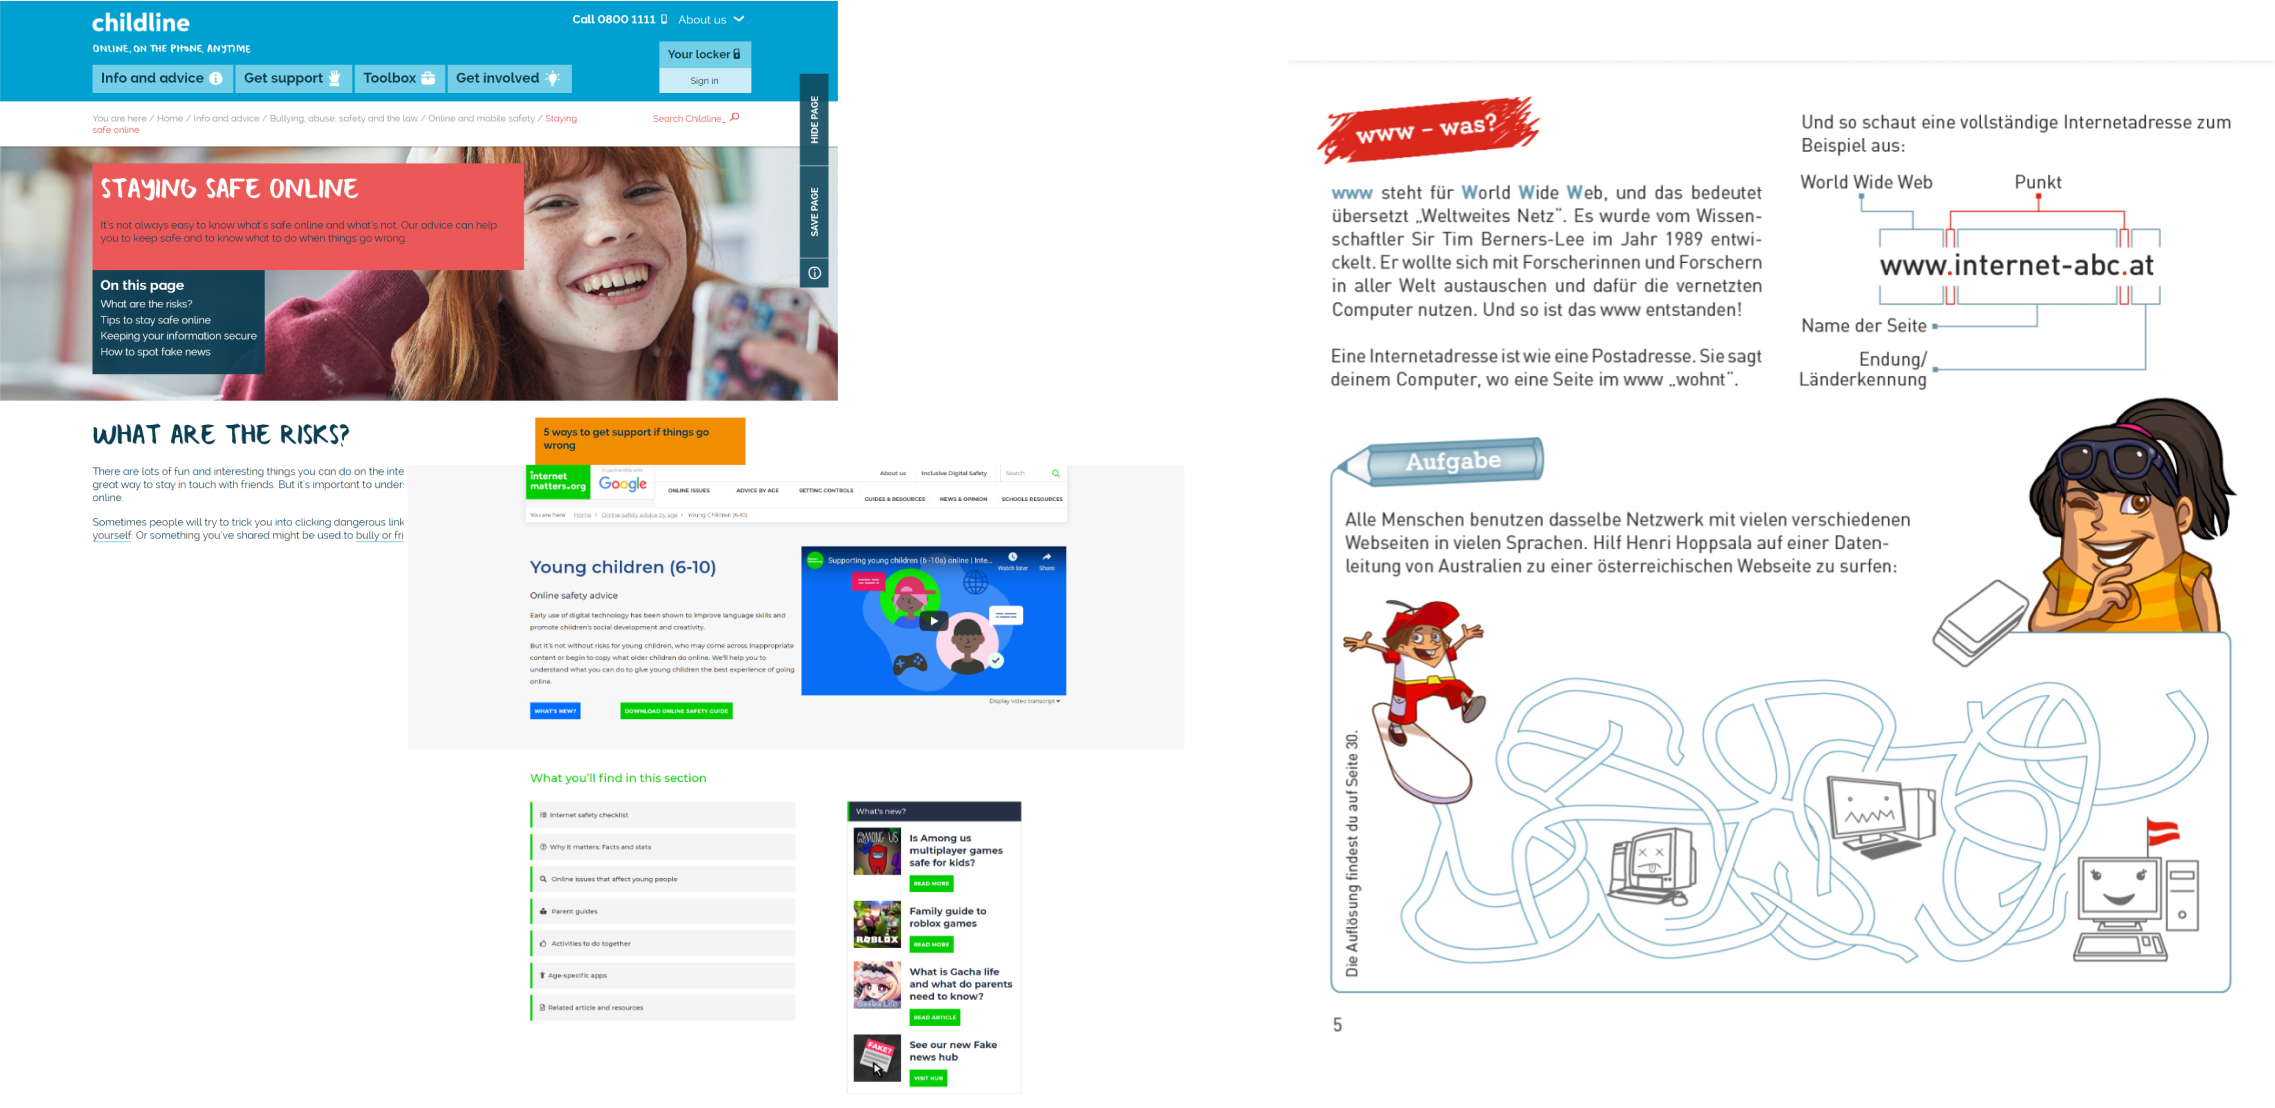 childline
ONLINE, ON THE PHONE, ANYTIME
Call 0800 1111
About us
Your locker
Sign in
Info and advice
Get support
Toolbox
Get involved
You are here / Home / Info and advice / Bullying, abuse, safety and the law / Online and mobile safety / Staying
safe online
Search Childline_
HIDE PAGE
SAVE PAGE
STAYING SAFE ONLINE
It's not always easy to know what's safe online and what's not. Our advice can help
you to keep safe and to know what to do when things go wrong.
On this page
What are the risks?
Tips to stay safe online
Keeping your information secure
How to spot fake news
WHAT ARE THE RISKS?
There are lots of fun and interesting things you can do on the inte
great way to stay in touch with friends. But it's important to under
online.
Sometimes people will try to trick you into clicking dangerous link
yourself. Or something you've shared might be used to bully or fri
5 ways to get support if things go
wrong
internet
matters.org
In partnership with
Google
About us
Inclusive Digital Safety
Search
ONLINE ISSUES
ADVICE BY AGE
SETTING CONTROLS
GUIDES & RESOURCES
NEWS & OPINION
SCHOOLS RESOURCES
You are here: Home > Online safety advice by age > Young Children (6-10)
Young children (6-10)
Online safety advice
Early use of digital technology has been shown to improve language skills and
promote children's social development and creativity.
But it's not without risks for young children, who may come across inappropriate
content or begin to copy what older children do online. We'll help you to
understand what you can do to give young children the best experience of going
online.
WHAT'S NEW?
DOWNLOAD ONLINE SAFETY GUIDE
Supporting young children (6-10s) online | Inte...
Watch later
Share
Display video transcript
What you'll find in this section
Internet safety checklist
Why it matters: Facts and stats
Online issues that affect young people
Parent guides
Activities to do together
Age-specific apps
Related article and resources
What's new?
AMONG US
Is Among us
multiplayer games
safe for kids?
READ MORE
ROBLOX
Family guide to
roblox games
READ MORE
What is Gacha life
and what do parents
need to know?
READ ARTICLE
FAKE?
See our new Fake
news hub
VISIT HUB
www – was?
www steht für World Wide Web, und das bedeutet
übersetzt „Weltweites Netz“. Es wurde vom Wissen-
schaftler Sir Tim Berners-Lee im Jahr 1989 entwi-
ckelt. Er wollte sich mit Forscherinnen und Forschern
in aller Welt austauschen und dafür die vernetzten
Computer nutzen. Und so ist das www entstanden!
Eine Internetadresse ist wie eine Postadresse. Sie sagt
deinem Computer, wo eine Seite im www „wohnt“.
Und so schaut eine vollständige Internetadresse zum
Beispiel aus:
World Wide Web
Punkt
www.internet-abc.at
Name der Seite
Endung/
Länderkennung
Aufgabe
Alle Menschen benutzen dasselbe Netzwerk mit vielen verschiedenen
Webseiten in vielen Sprachen. Hilf Henri Hoppsala auf einer Daten-
leitung von Australien zu einer österreichischen Webseite zu surfen:
Die Auflösung findest du auf Seite 30.
5